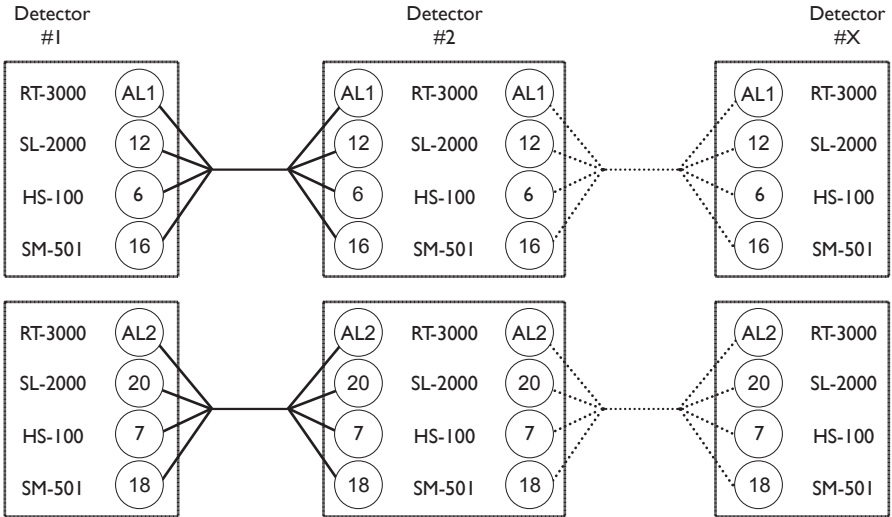 Detector #1 Detector #2 Detector #X
RT-3000 AL1 AL1 RT-3000 AL1 AL1 RT-3000
SL-2000 12 12 SL-2000 12 12 SL-2000
HS-100 6 6 HS-100 6 6 HS-100
SM-501 16 16 SM-501 16 16 SM-501
RT-3000 AL2 AL2 RT-3000 AL2 AL2 RT-3000
SL-2000 20 20 SL-2000 20 20 SL-2000
HS-100 7 7 HS-100 7 7 HS-100
SM-501 18 18 SM-501 18 18 SM-501